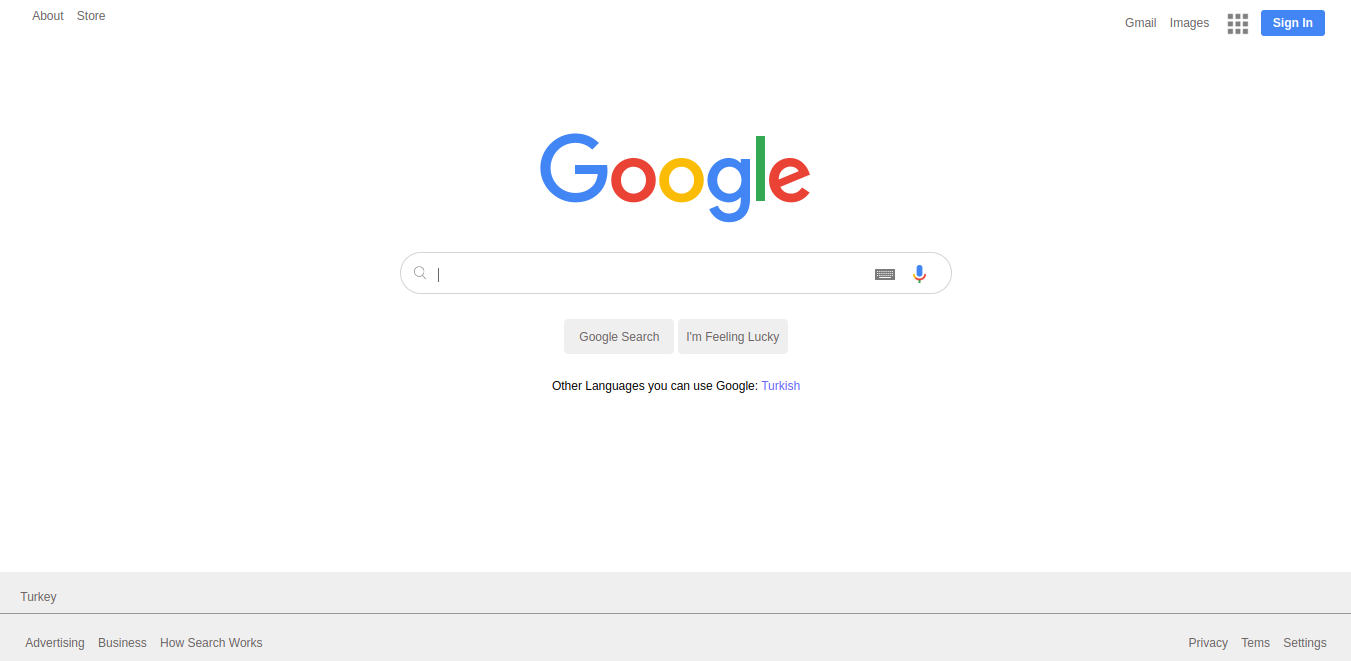 About Store
Gmail Images Sign In
Google
Google Search I'm Feeling Lucky
Other Languages you can use Google: Turkish
Turkey
Advertising Business How Search Works
Privacy Tems Settings